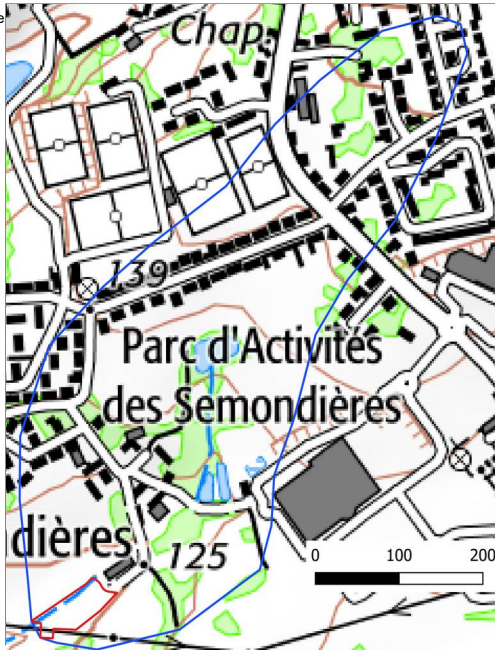 e
Chap.
139
Parc d'Activités
des Semondières
dières
125
0 100 200